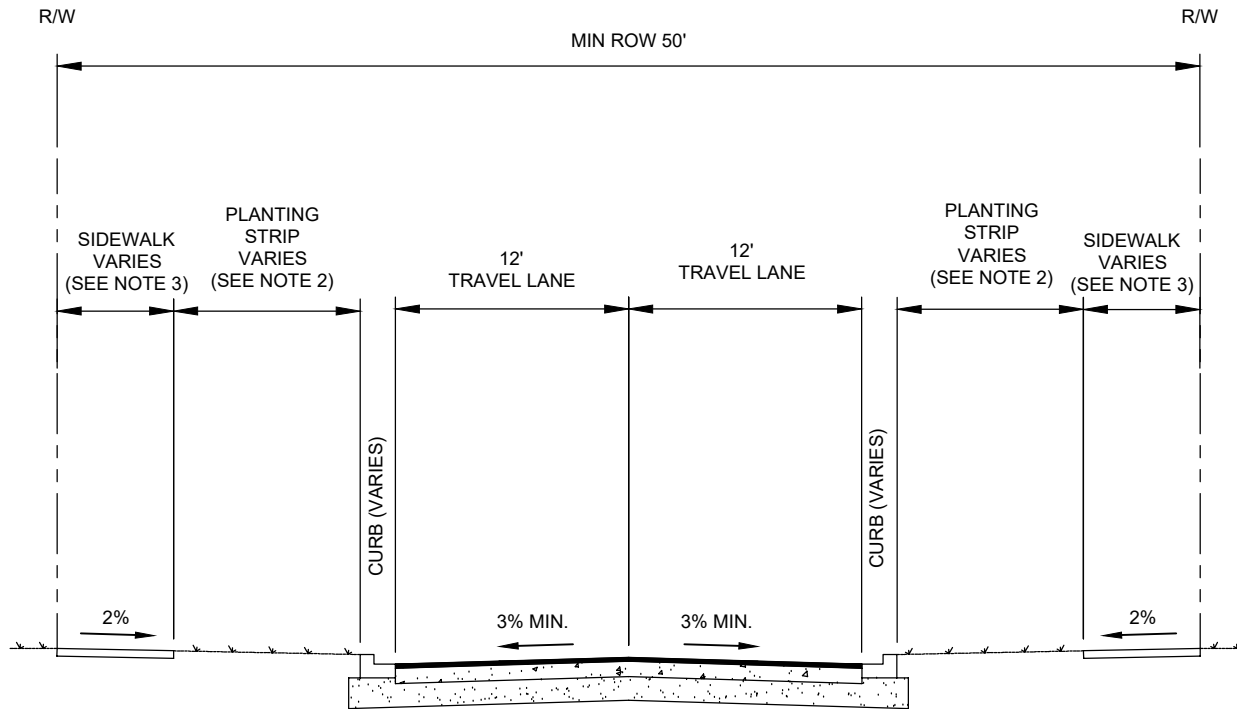 R/W
R/W
MIN ROW 50'
SIDEWALK
VARIES
(SEE NOTE 3)
PLANTING
STRIP
VARIES
(SEE NOTE 2)
12'
TRAVEL LANE
12'
TRAVEL LANE
PLANTING
STRIP
VARIES
(SEE NOTE 2)
SIDEWALK
VARIES
(SEE NOTE 3)
CURB (VARIES)
CURB (VARIES)
2%
3% MIN.
3% MIN.
2%